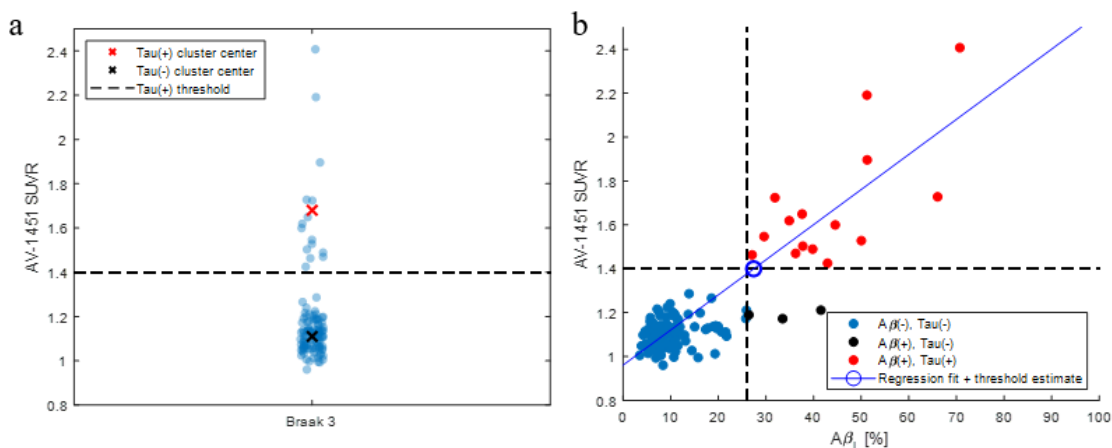 a
2.4
2.2
2
1.8
1.6
1.4
1.2
1
0.8
AV-1451 SUVR
Braak 3
Tau(+) cluster center
Tau(-) cluster center
Tau(+) threshold
b
2.4
2.2
2
1.8
1.6
1.4
1.2
1
0.8
AV-1451 SUVR
0 10 20 30 40 50 60 70 80 90 100
AβL [%]
Aβ(-), Tau(-)
Aβ(+), Tau(-)
Aβ(+), Tau(+)
Regression fit + threshold estimate